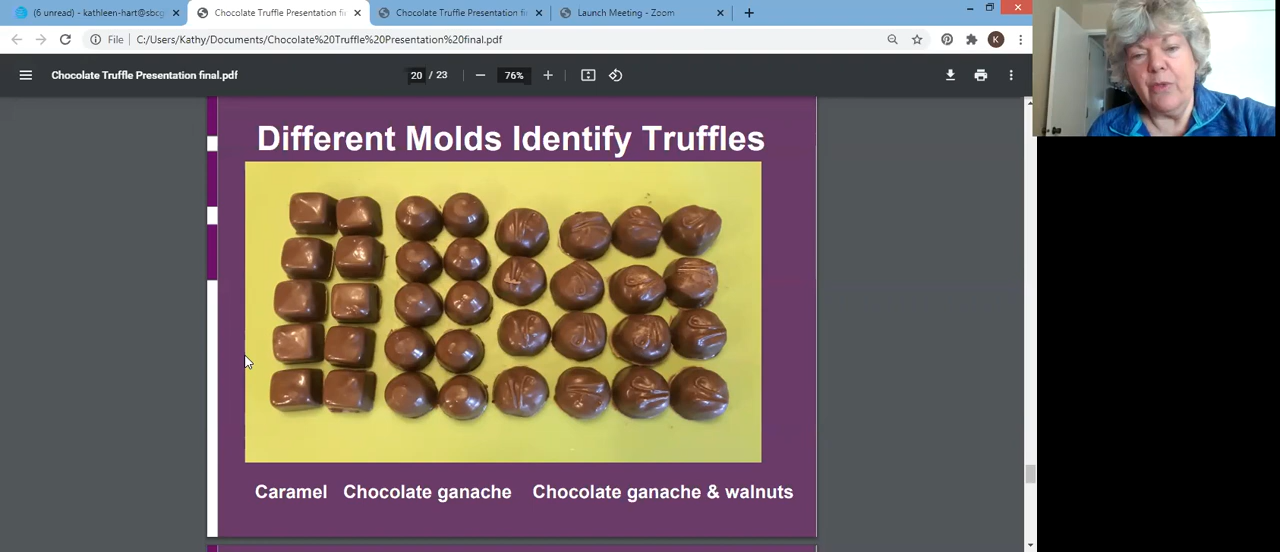 (6 unread) - kathleen-hart@sbcg
Chocolate Truffle Presentation fi
Chocolate Truffle Presentation fi
Launch Meeting - Zoom
File
C:/Users/Kathy/Documents/Chocolate%20Truffle%20Presentation%20final.pdf
K
Chocolate Truffle Presentation final.pdf
20 / 23
76%
Different Molds Identify Truffles
Caramel Chocolate ganache Chocolate ganache & walnuts